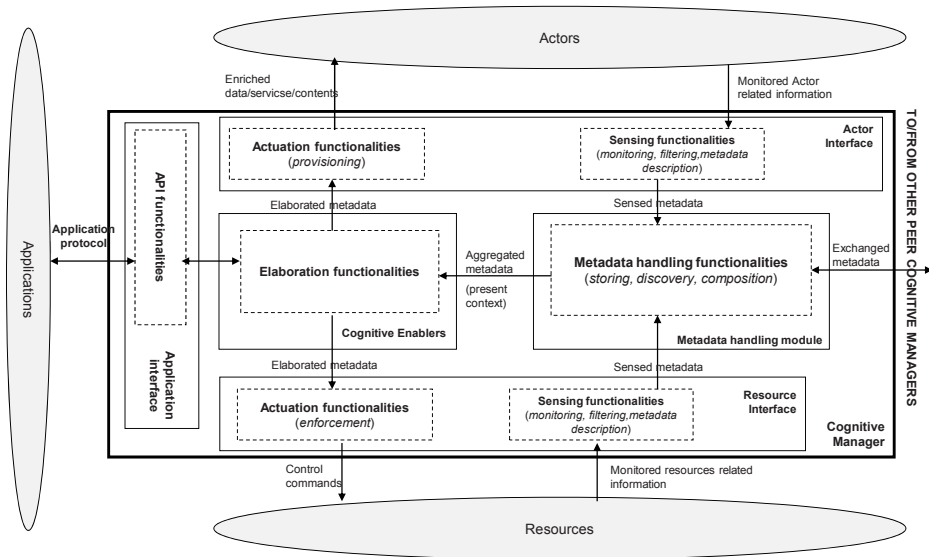 Actors
Enriched
data/servicse/contents
Monitored Actor
related information
TO/FROM OTHER PEER COGNITIVE MANAGERS
Actor
Interface
Actuation functionalities
(provisioning)
Sensing functionalities
(monitoring, filtering,metadata
description)
API functionalities
Elaborated metadata
Sensed metadata
Applications
Application
protocol
Elaboration functionalities
Cognitive Enablers
Aggregated
metadata
(present
context)
Metadata handling functionalities
(storing, discovery, composition)
Metadata handling module
Exchanged
metadata
Application
interface
Elaborated metadata
Sensed metadata
Actuation functionalities
(enforcement)
Sensing functionalities
(monitoring, filtering,metadata
description)
Resource
Interface
Cognitive
Manager
Control
commands
Monitored resources related
information
Resources